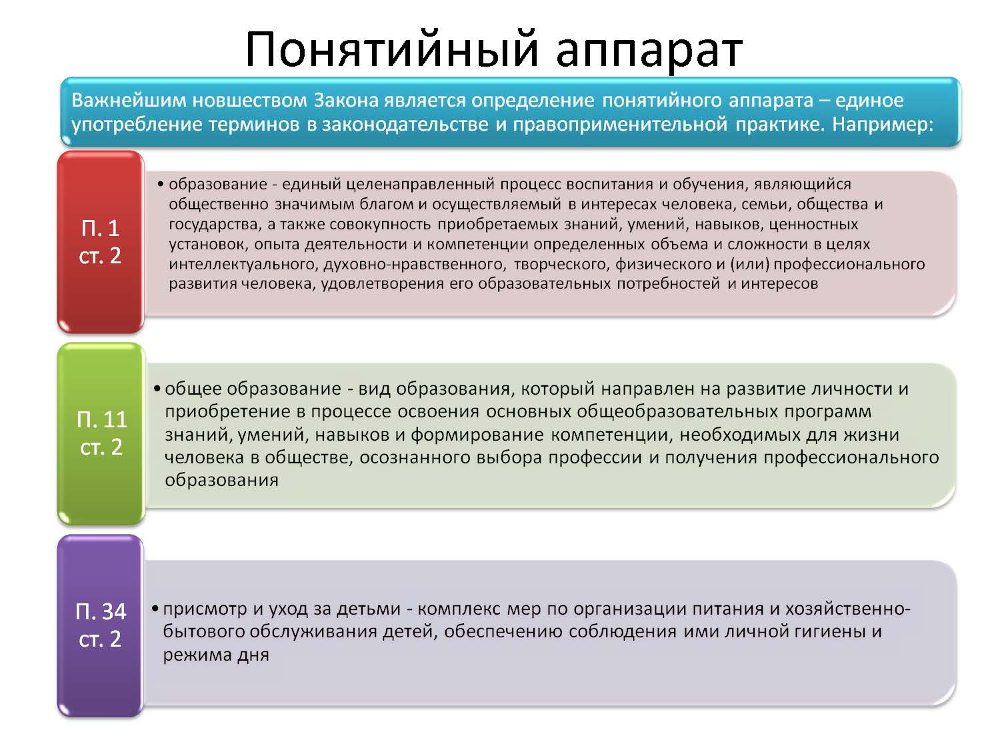 Понятийный аппарат
Важнейшим новшеством Закона является определение понятийного аппарата – единое
употребление терминов в законодательстве и правоприменительной практике. Например:
П. 1
ст. 2
• образование - единый целенаправленный процесс воспитания и обучения, являющийся
общественно значимым благом и осуществляемый в интересах человека, семьи, общества и
государства, а также совокупность приобретаемых знаний, умений, навыков, ценностных
установок, опыта деятельности и компетенции определенных объема и сложности в целях
интеллектуального, духовно-нравственного, творческого, физического и (или) профессионального
развития человека, удовлетворения его образовательных потребностей и интересов
П. 11
ст. 2
• общее образование - вид образования, который направлен на развитие личности и
приобретение в процессе освоения основных общеобразовательных программ
знаний, умений, навыков и формирование компетенции, необходимых для жизни
человека в обществе, осознанного выбора профессии и получения профессионального
образования
П. 34
ст. 2
• присмотр и уход за детьми - комплекс мер по организации питания и хозяйственно-
бытового обслуживания детей, обеспечению соблюдения ими личной гигиены и
режима дня